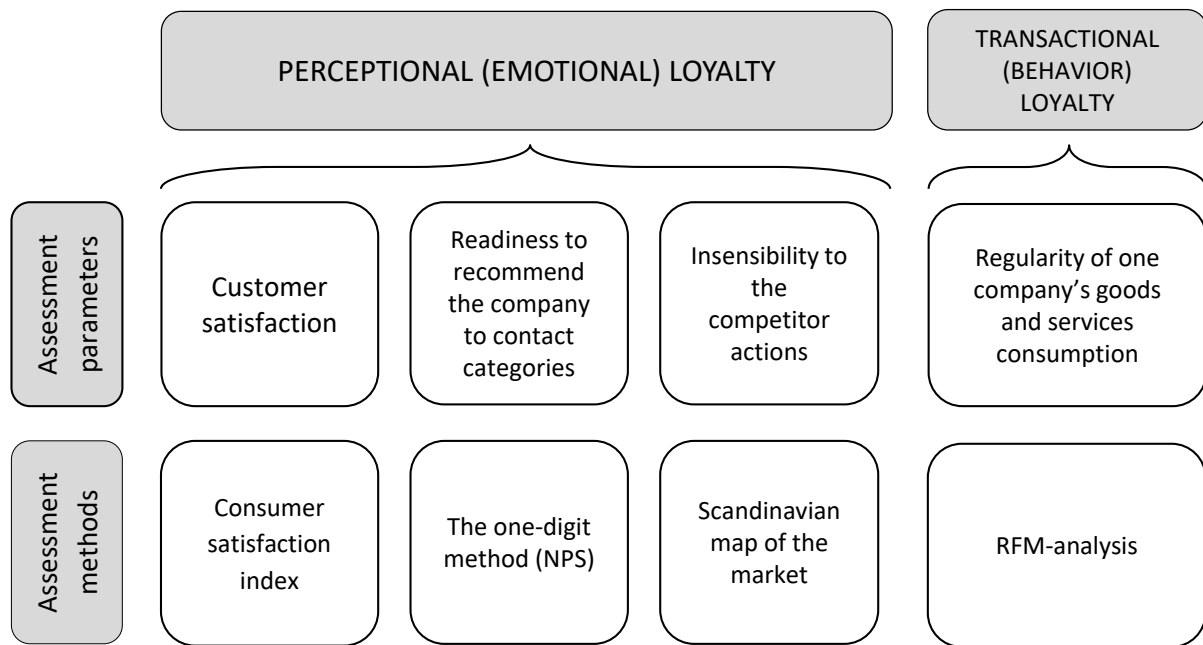 PERCEPTIONAL (EMOTIONAL) LOYALTY
TRANSACTIONAL
(BEHAVIOR)
LOYALTY
Assessment
parameters
Customer
satisfaction
Readiness to
recommend
the company
to contact
categories
Insensibility to
the
competitor
actions
Regularity of one
company’s goods
and services
consumption
Assessment
methods
Consumer
satisfaction
index
The one-digit
method (NPS)
Scandinavian
map of the
market
RFM-analysis